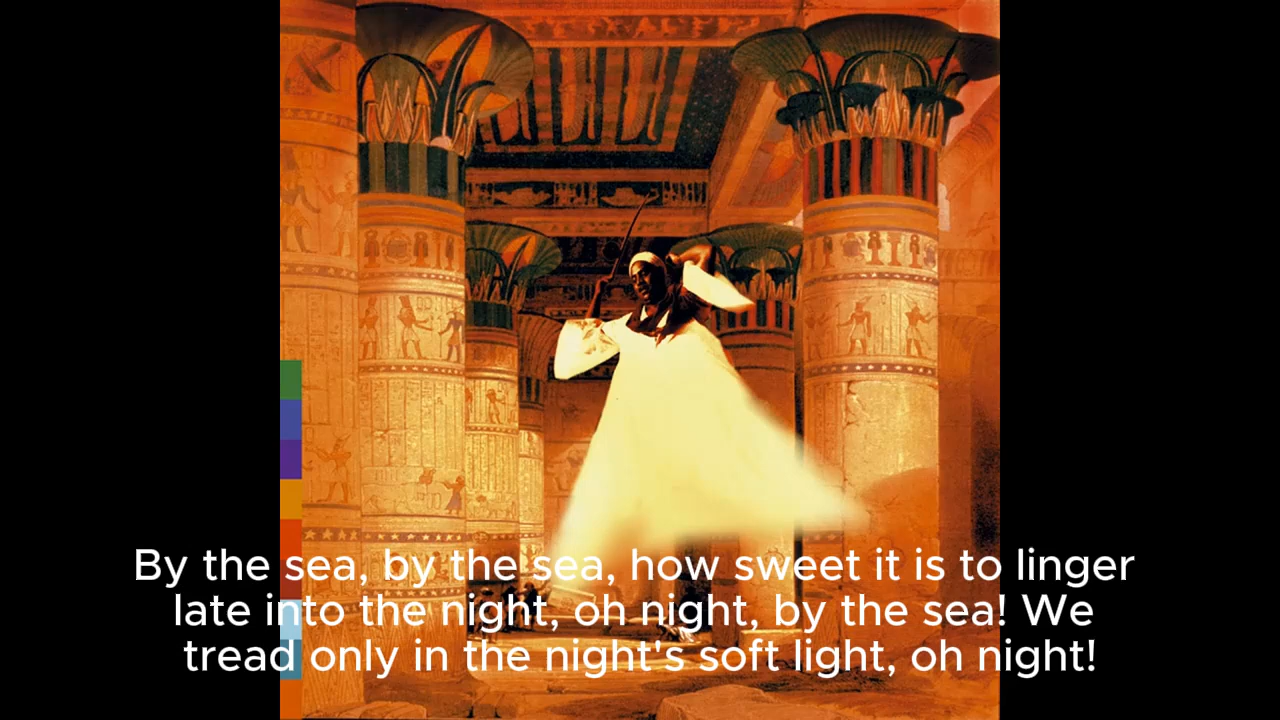 By the sea, by the sea, how sweet it is to linger
late into the night, oh night, by the sea! We
tread only in the night's soft light, oh night!